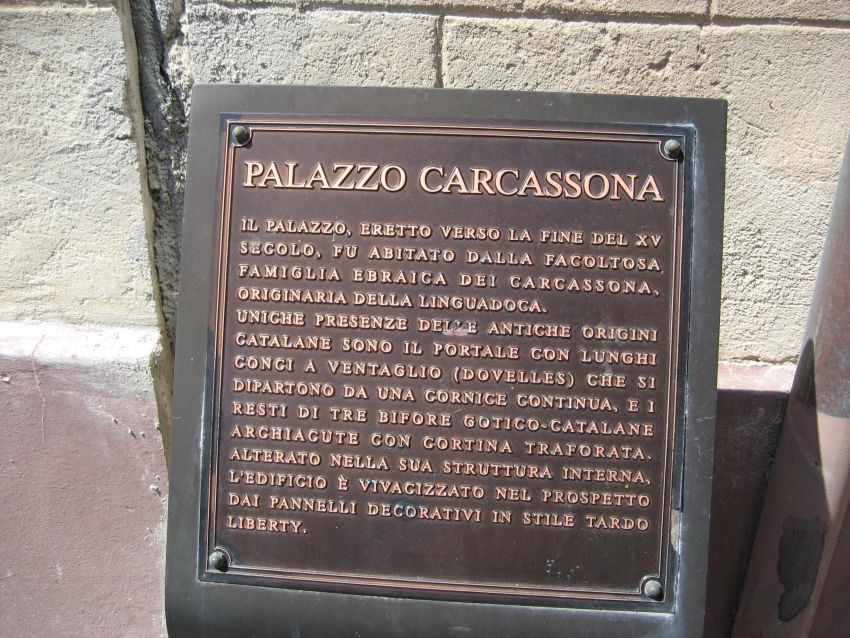 PALAZZO CARCASSONA
IL PALAZZO, ERETTO VERSO LA FINE DEL XV
SECOLO, FU ABITATO DALLA FACOLTOSA
FAMIGLIA EBRAICA DEI CARCASSONA,
ORIGINARIA DELLA LINGUADOCA.
UNICHE PRESENZE DELLE ANTICHE ORIGINI
CATALANE SONO IL PORTALE CON LUNGHI
CONCI A VENTAGLIO (DOVELLES) CHE SI
DIPARTONO DA UNA CORNICE CONTINUA, E I
RESTI DI TRE BIFORE GOTICO-CATALANE
ARCHIACUTE CON CORTINA TRAFORATA.
ALTERATO NELLA SUA STRUTTURA INTERNA,
L'EDIFICIO È VIVACIZZATO NEL PROSPETTO
DAI PANNELLI DECORATIVI IN STILE TARDO
LIBERTY.